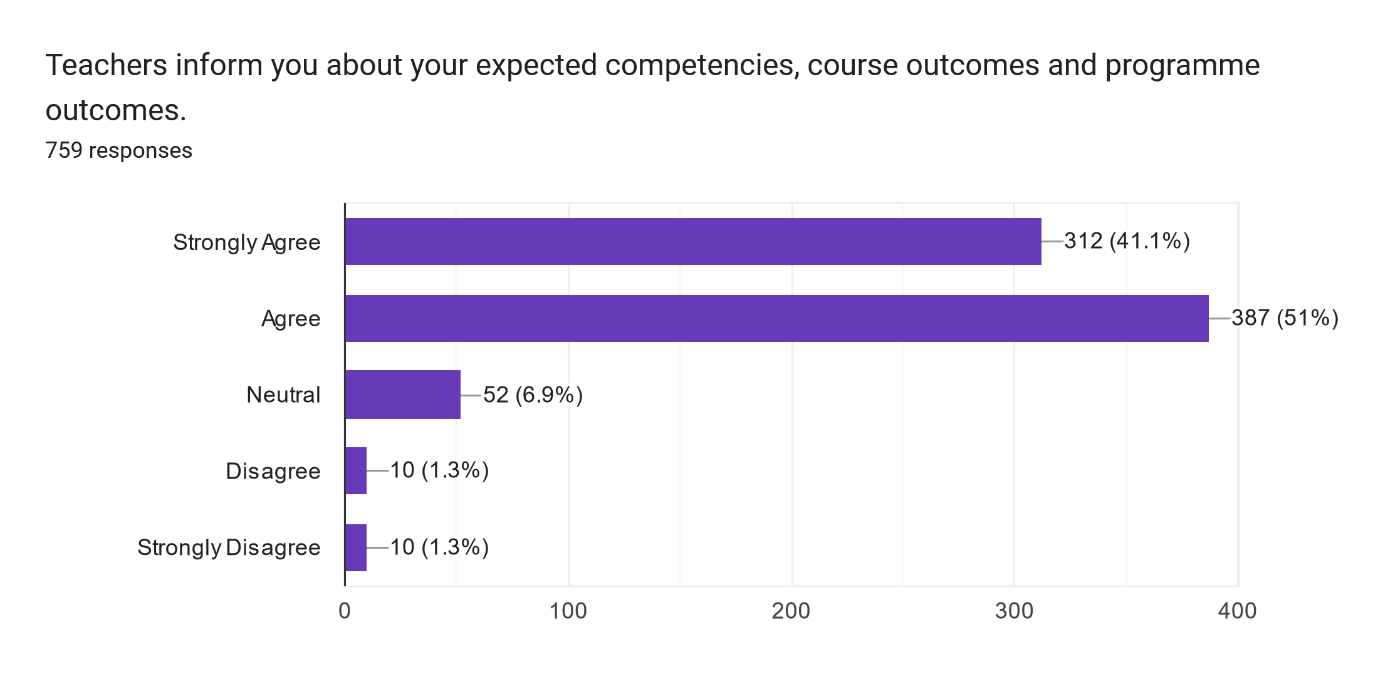 Teachers inform you about your expected competencies, course outcomes and programme
outcomes.
759 responses
Strongly Agree
312 (41.1%)
Agree
387 (51%)
Neutral
52 (6.9%)
Disagree
10 (1.3%)
Strongly Disagree
10 (1.3%)
0 100 200 300 400